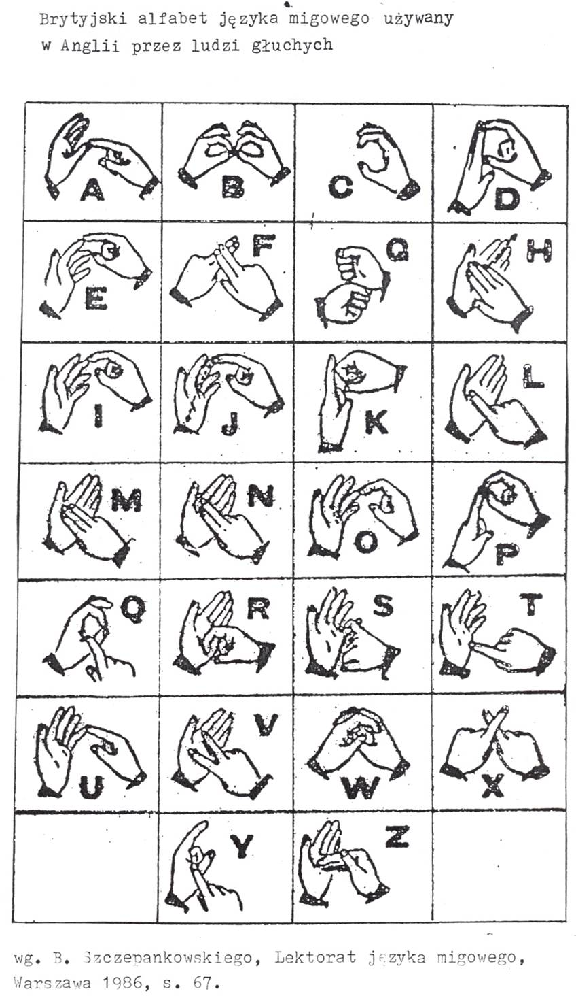 Brytyjski alfabet języka migowego używany
w Anglii przez ludzi głuchych
A B C D
E F G H
I J K L
M N O P
Q R S T
U V W X
Y Z
wg. B. Szczepankowskiego, Lektorat języka migowego,
Warszawa 1986, s. 67.